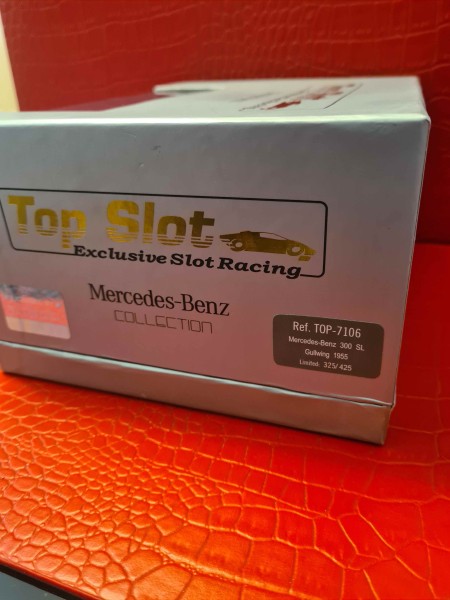 Top Slot
Exclusive Slot Racing
Mercedes-Benz
COLLECTION
Ref. TOP-7106
Mercedes-Benz 300 SL
Gullwing 1955
Limited: 325/425